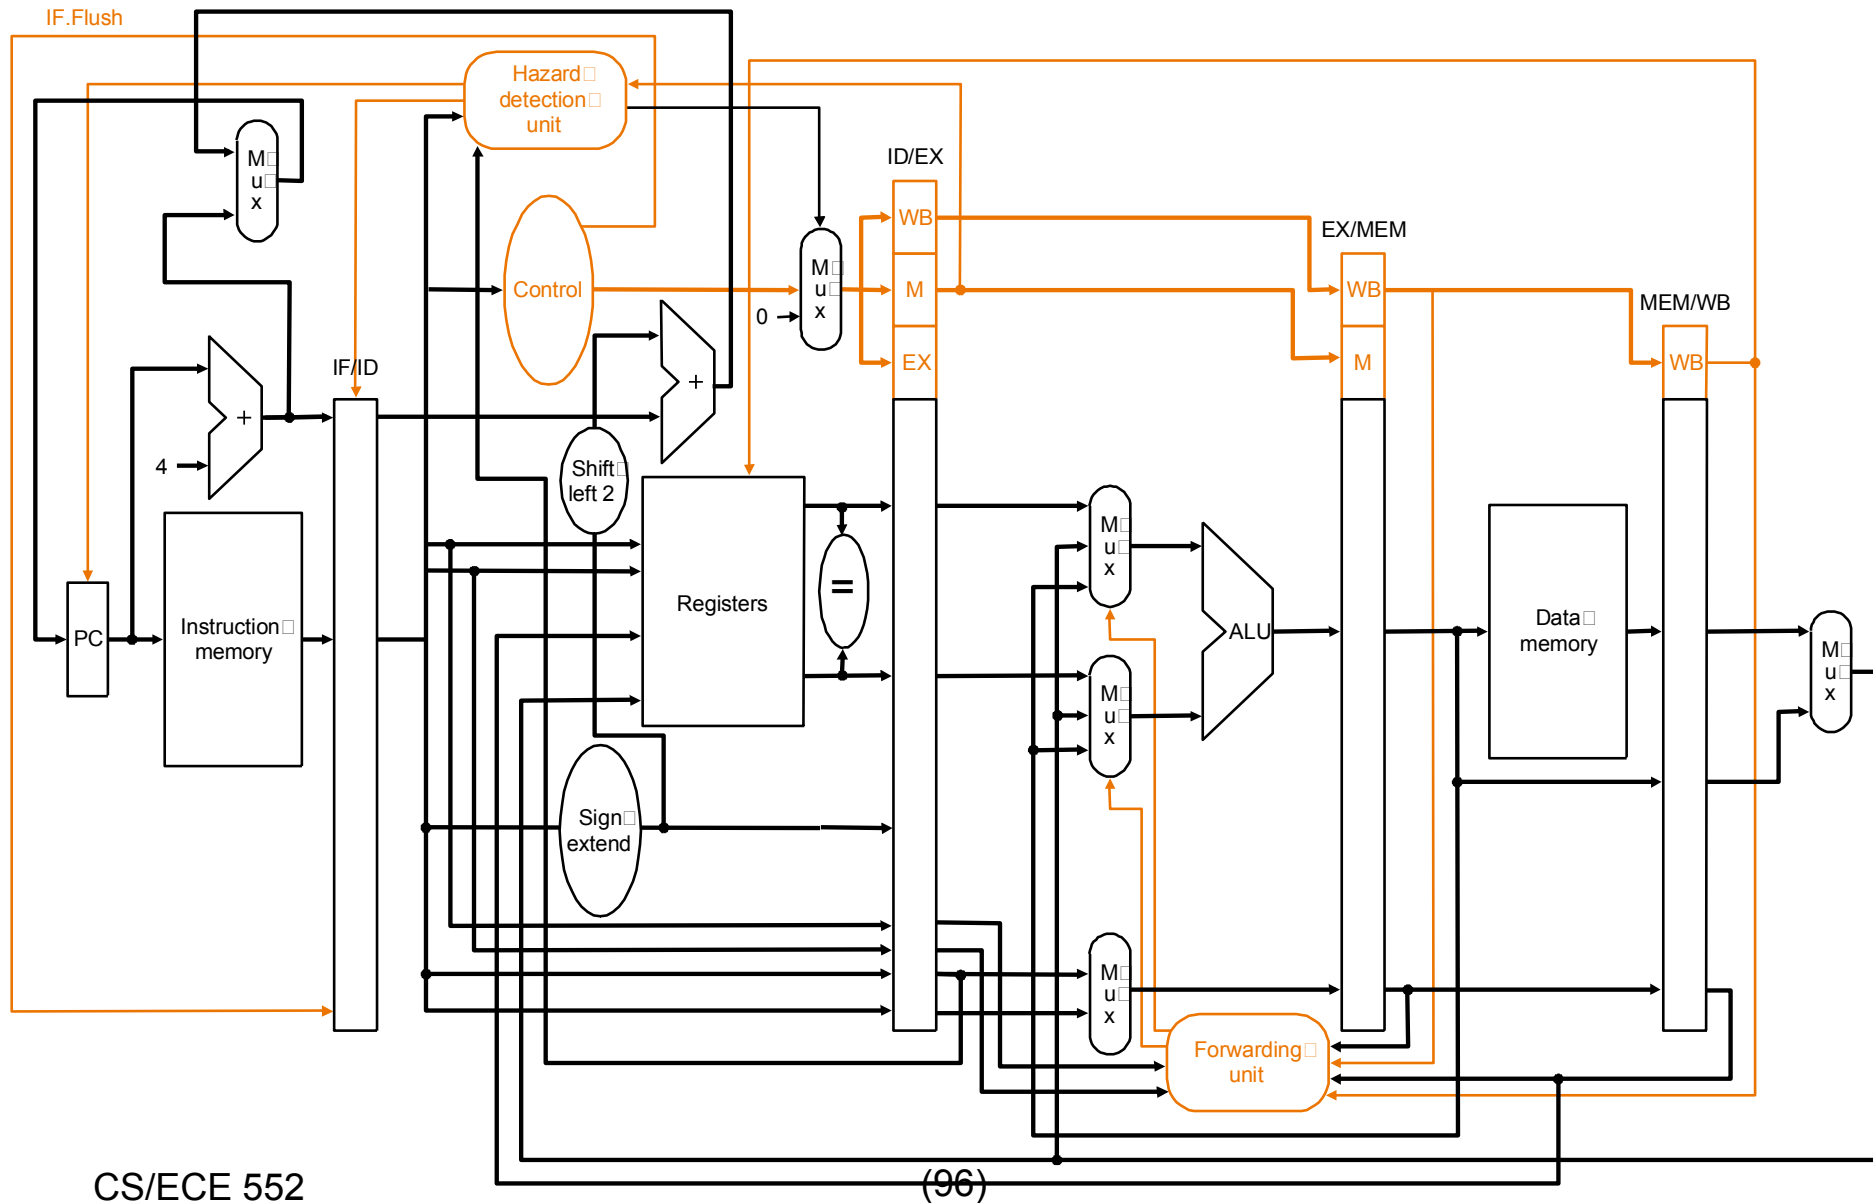 IF.Flush
Hazard
detection
unit
M
u
x
ID/EX
WB
M
EX
Control
M
u
x
0
EX/MEM
WB
M
MEM/WB
WB
IF/ID
+
4
+
Shift
left 2
PC
Instruction
memory
Registers
=
M
u
x
M
u
x
ALU
Data
memory
M
u
x
Sign
extend
M
u
x
Forwarding
unit
CS/ECE 552
(96)